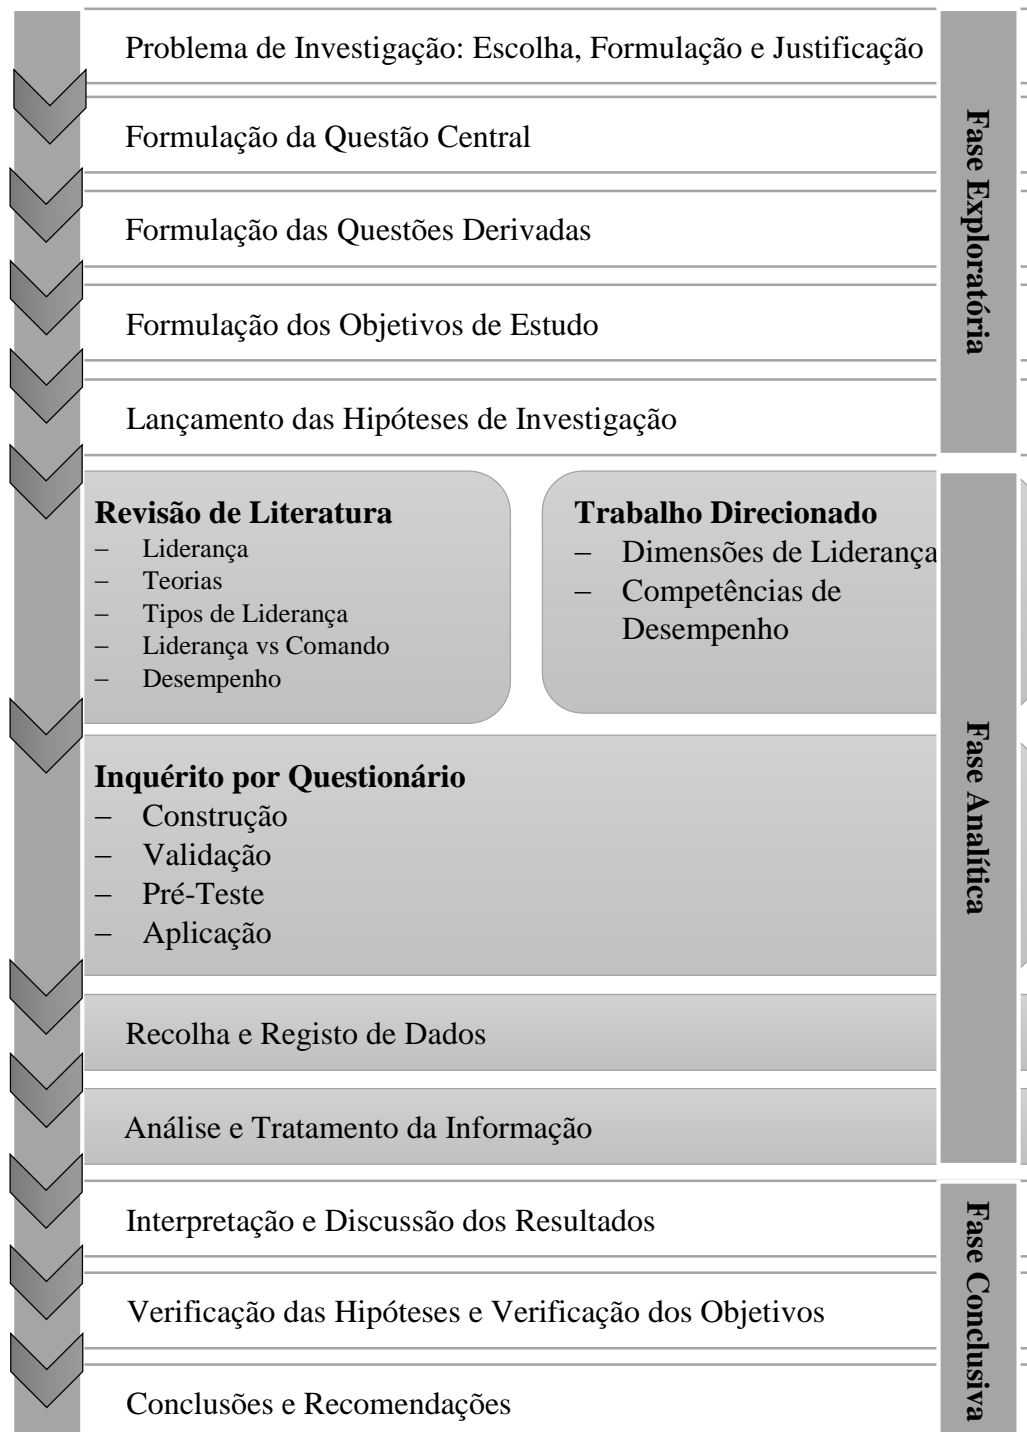 Problema de Investigação: Escolha, Formulação e Justificação
Formulação da Questão Central
Formulação das Questões Derivadas
Formulação dos Objetivos de Estudo
Lançamento das Hipóteses de Investigação
Fase Exploratória
Revisão de Literatura
– Liderança
– Teorias
– Tipos de Liderança
– Liderança vs Comando
– Desempenho
Trabalho Direcionado
– Dimensões de Liderança
– Competências de
Desempenho
Inquérito por Questionário
– Construção
– Validação
– Pré-Teste
– Aplicação
Recolha e Registo de Dados
Análise e Tratamento da Informação
Fase Analítica
Interpretação e Discussão dos Resultados
Verificação das Hipóteses e Verificação dos Objetivos
Conclusões e Recomendações
Fase Conclusiva